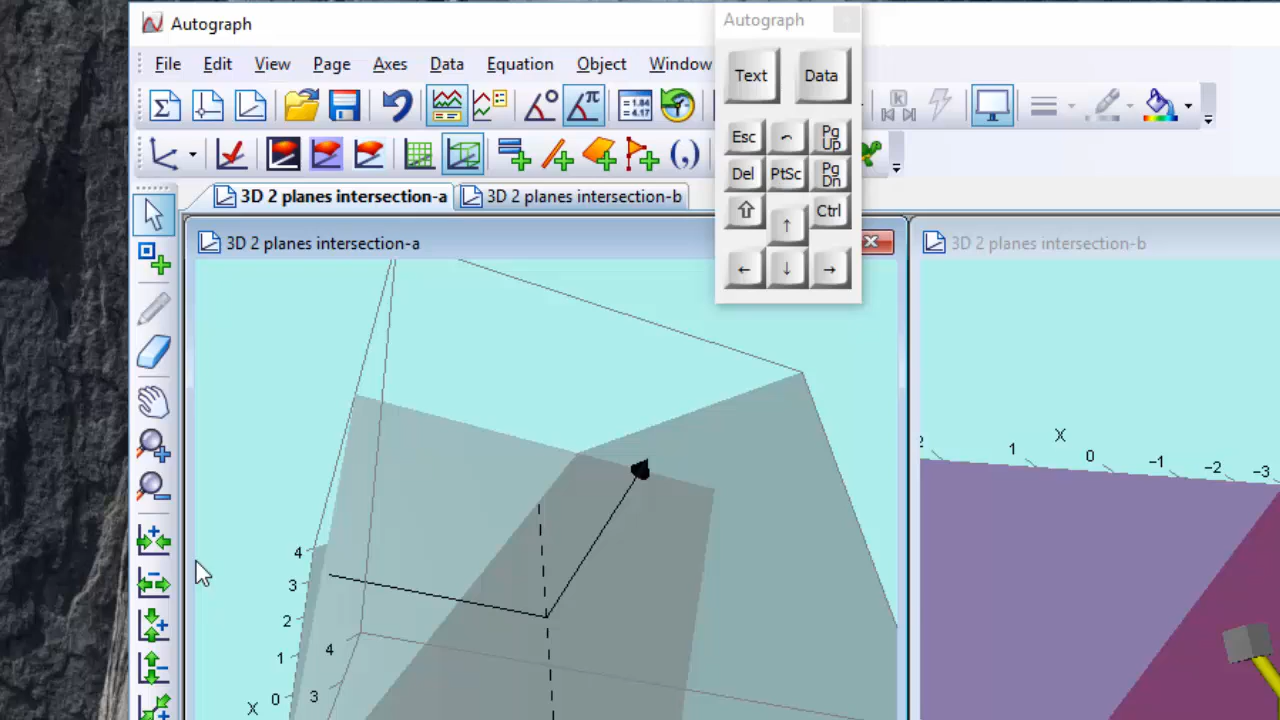 Autograph
Autograph
File Edit View Page Axes Data Equation Object Window
Text Data
Esc Pg Up
Del PtSc Pg Dn
Ctrl
3D 2 planes intersection-a 3D 2 planes intersection-b
3D 2 planes intersection-a
3D 2 planes intersection-b
4
3
2
1
0
X
4
3
X
2 1 0 -1 -2 -3